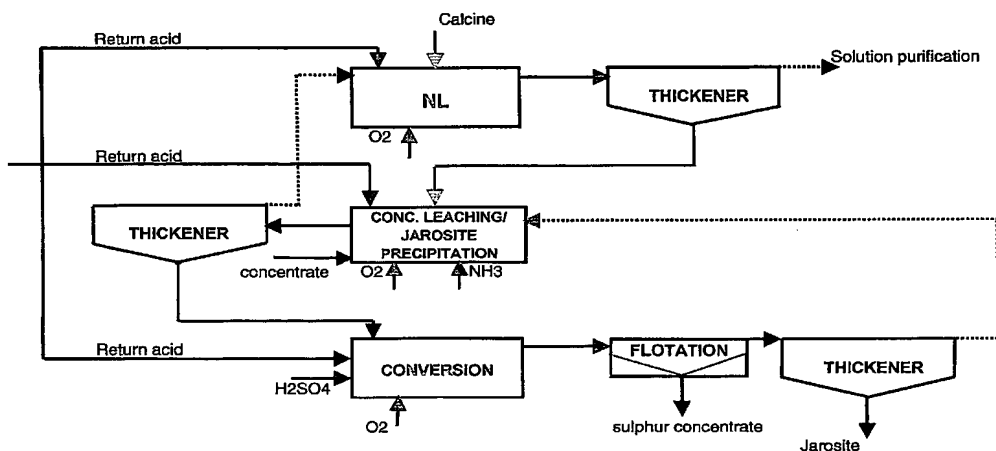 Calcine
Return acid
Solution purification
NL
THICKENER
O2
Return acid
CONC. LEACHING/
JAROSITE
PRECIPITATION
THICKENER
concentrate
O2
NH3
Return acid
FLOTATION
CONVERSION
THICKENER
H2SO4
O2
sulphur concentrate
Jarosite